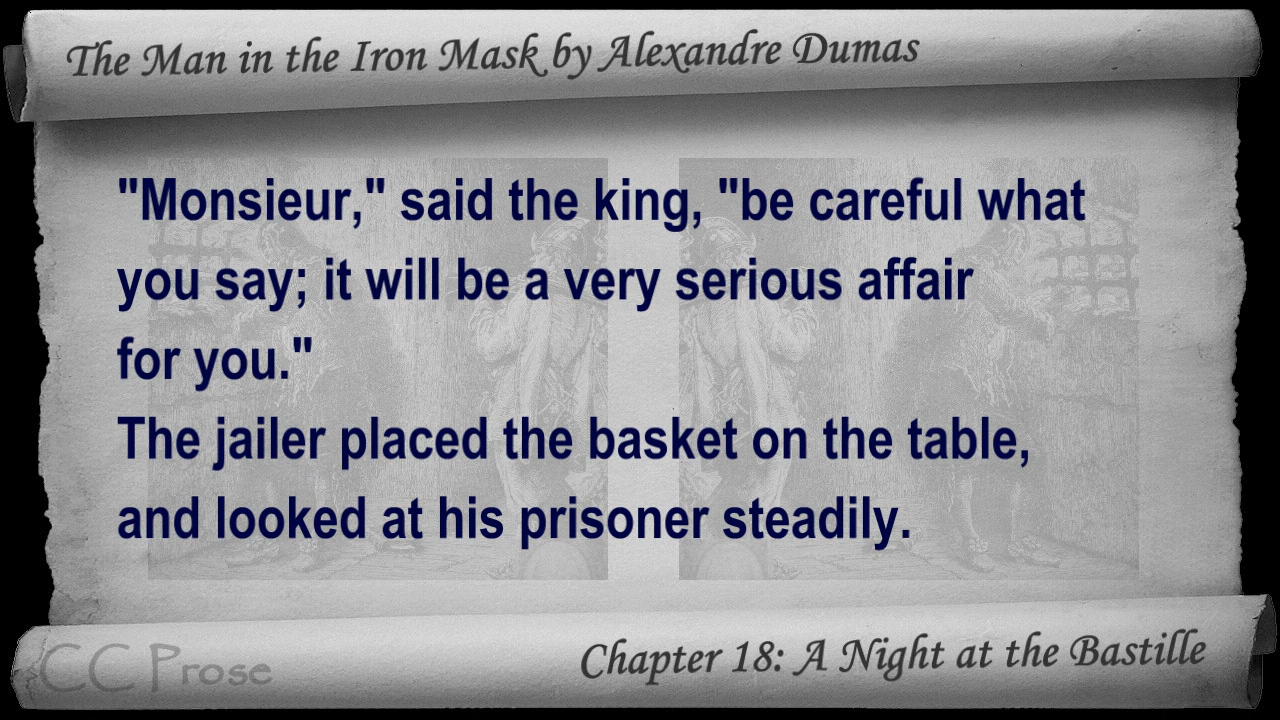 The Man in the Iron Mask by Alexandre Dumas
"Monsieur," said the king, "be careful what
you say; it will be a very serious affair
for you."
The jailer placed the basket on the table,
and looked at his prisoner steadily.
CC Prose
Chapter 18: A Night at the Bastille